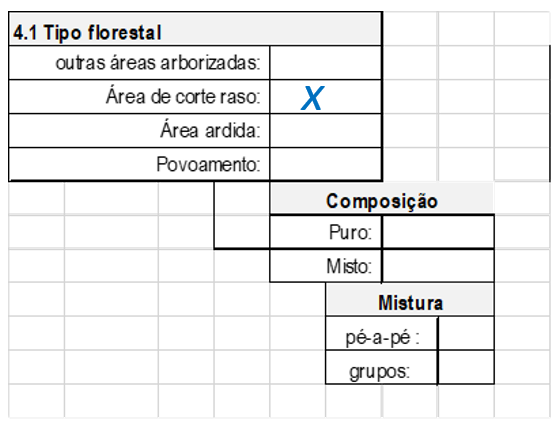 4.1 Tipo florestal
outras áreas arborizadas:
Área de corte raso: X
Área ardida:
Povoamento:
Composição
Puro:
Misto:
Mistura
pé-a-pé :
grupos: